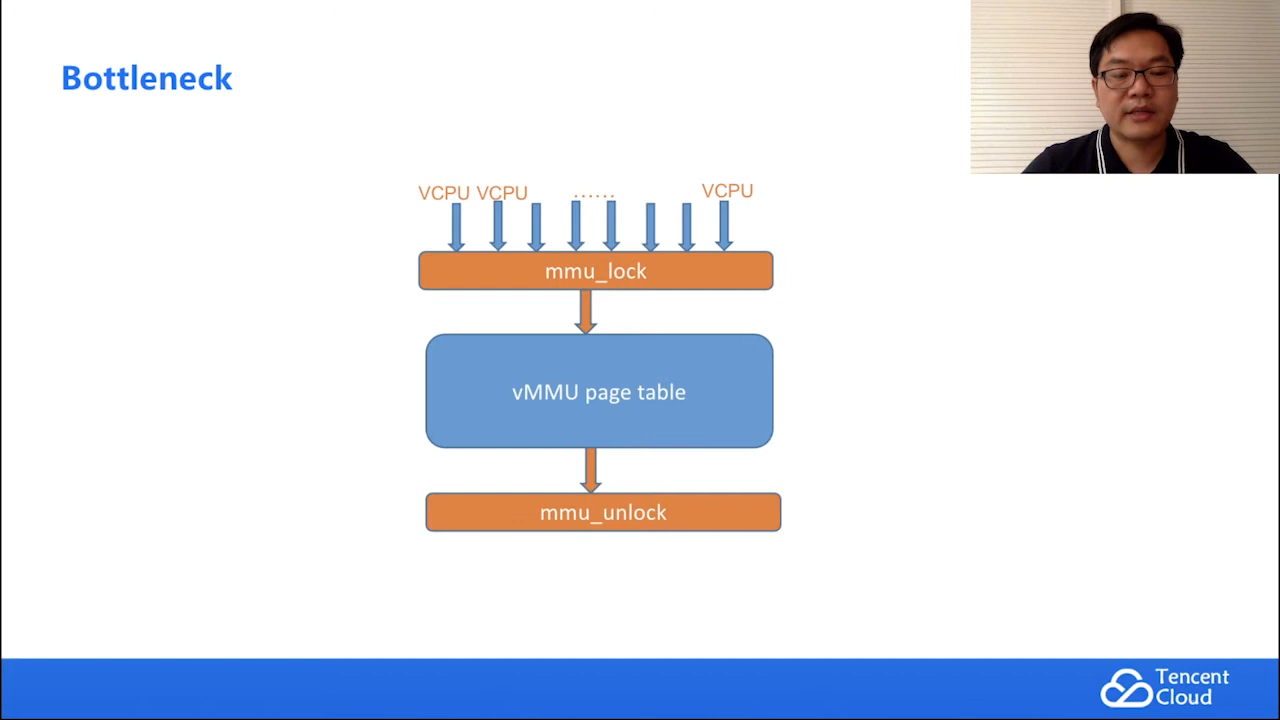 Bottleneck
VCPU VCPU ...... VCPU
mmu_lock
vMMU page table
mmu_unlock
Tencent
Cloud